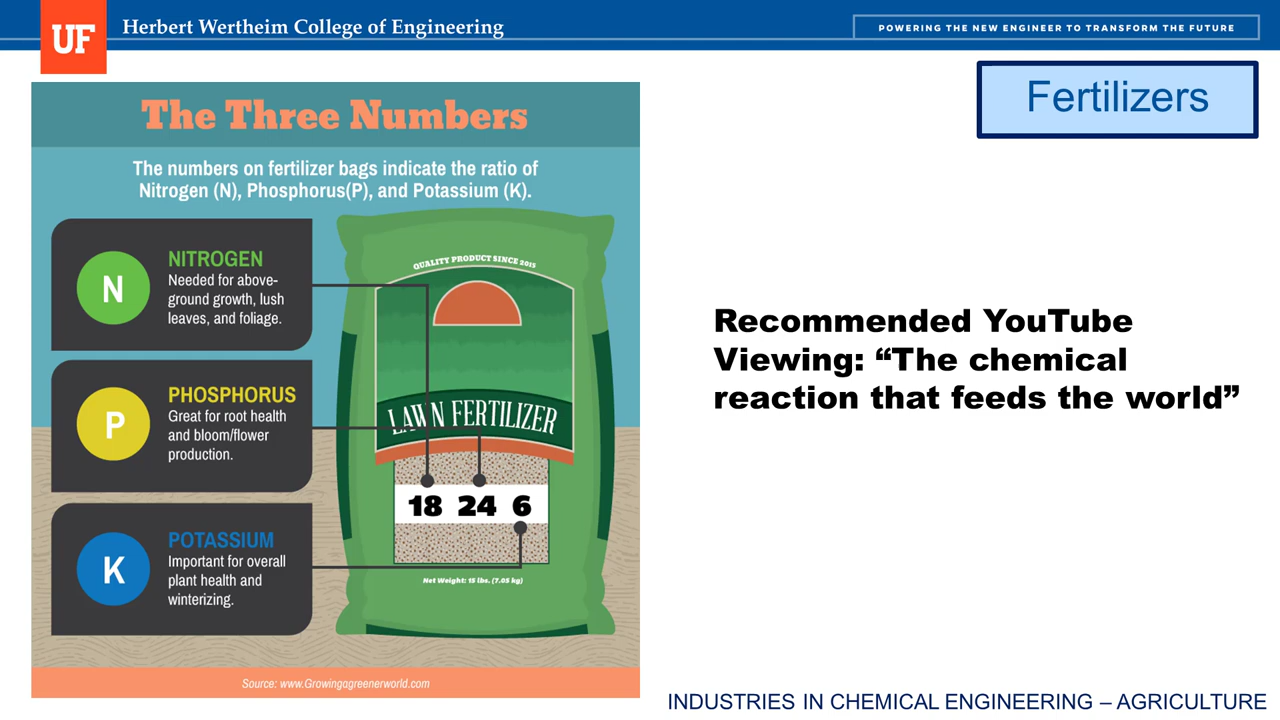 UF
Herbert Wertheim College of Engineering
POWERING THE NEW ENGINEER TO TRANSFORM THE FUTURE
Fertilizers
The Three Numbers
The numbers on fertilizer bags indicate the ratio of
Nitrogen (N), Phosphorus(P), and Potassium (K).
N
NITROGEN
Needed for above-
ground growth, lush
leaves, and foliage.
P
PHOSPHORUS
Great for root health
and bloom/flower
production.
K
POTASSIUM
Important for overall
plant health and
winterizing.
QUALITY PRODUCT SINCE 2015
LAWN FERTILIZER
18 24 6
Net Weight: 15 lbs. (7.05 kg)
Source: www.Growingagreenerworld.com
Recommended YouTube
Viewing: “The chemical
reaction that feeds the world”
INDUSTRIES IN CHEMICAL ENGINEERING – AGRICULTURE